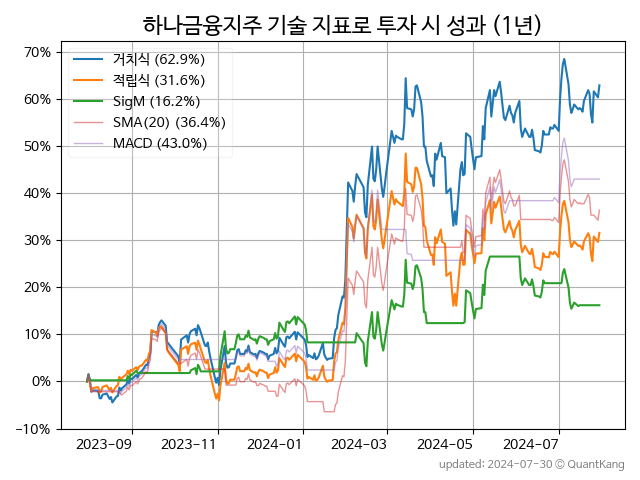 하나금융지주 기술 지표로 투자 시 성과 (1년)
70%
60%
50%
40%
30%
20%
10%
0%
−10%
거치식 (62.9%)
적립식 (31.6%)
SigM (16.2%)
SMA(20) (36.4%)
MACD (43.0%)
2023-09 2023-11 2024-01 2024-03 2024-05 2024-07
updated: 2024-07-30 © QuantKang